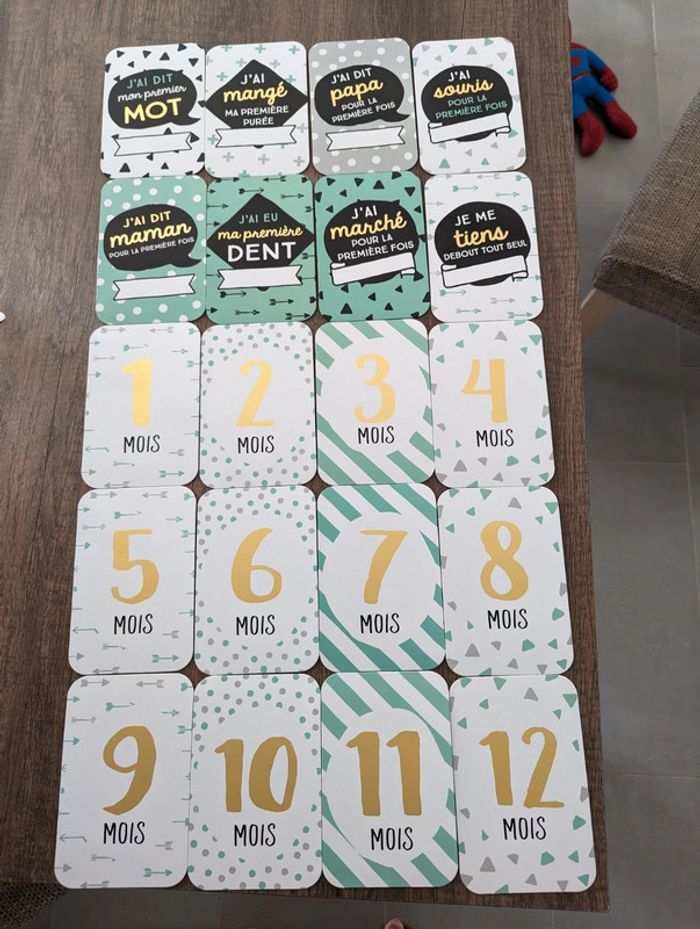 J'AI DIT
mon premier
MOT
J'AI
mangé
MA PREMIÈRE
PURÉE
J'AI DIT
papa
POUR LA
PREMIÈRE FOIS
J'AI
souris
POUR LA
PREMIÈRE FOIS
J'AI DIT
maman
POUR LA PREMIÈRE FOIS
J'AI EU
ma première
DENT
J'AI
marché
POUR LA
PREMIÈRE FOIS
JE ME
tiens
DEBOUT TOUT SEUL
1
MOIS
2
MOIS
3
MOIS
4
MOIS
5
MOIS
6
MOIS
7
MOIS
8
MOIS
9
MOIS
10
MOIS
11
MOIS
12
MOIS